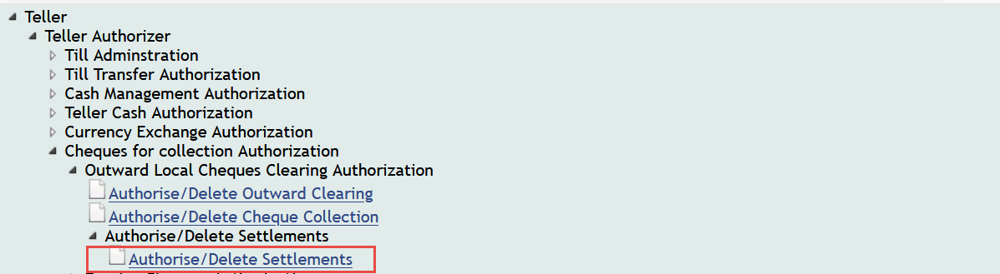 Teller
Teller Authorizer
Till Adminstration
Till Transfer Authorization
Cash Management Authorization
Teller Cash Authorization
Currency Exchange Authorization
Cheques for collection Authorization
Outward Local Cheques Clearing Authorization
Authorise/Delete Outward Clearing
Authorise/Delete Cheque Collection
Authorise/Delete Settlements
Authorise/Delete Settlements